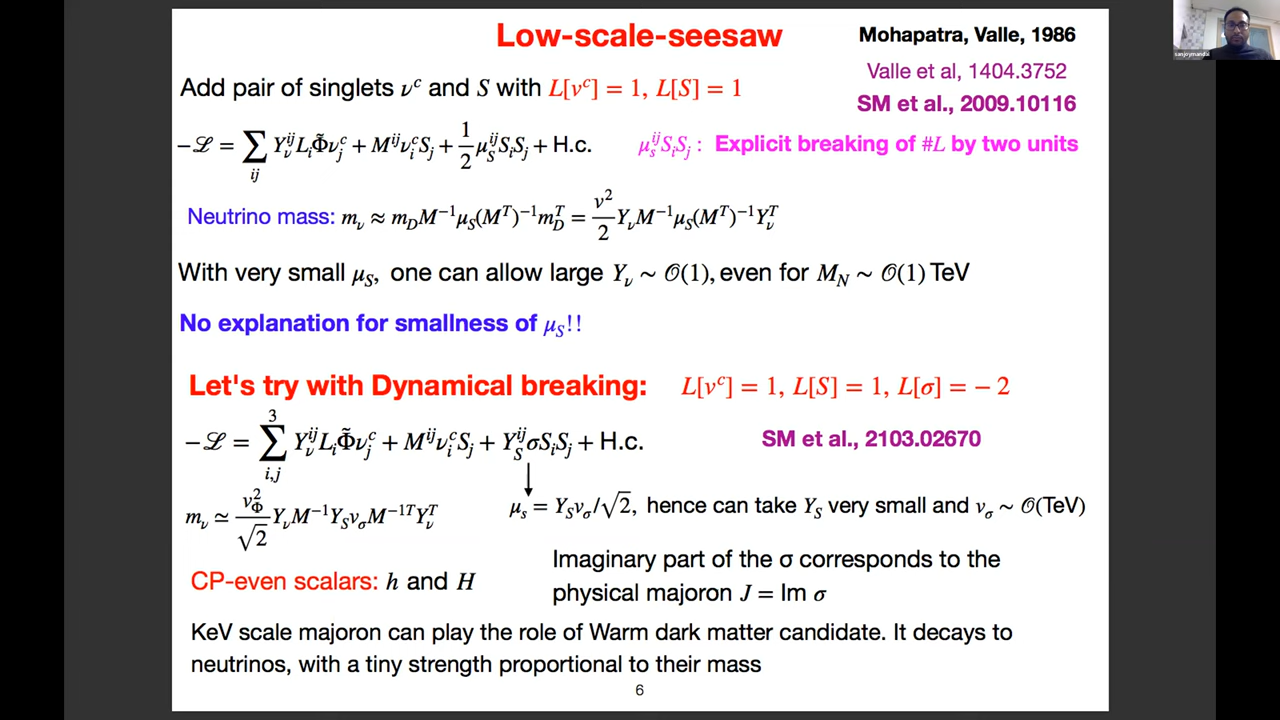 Low-scale-seesaw
Mohapatra, Valle, 1986
Valle et al, 1404.3752
SM et al., 2009.10116
Add pair of singlets νᶜ and S with L[νᶜ] = 1, L[S] = 1
−ℒ = ∑_{ij} Y_ν^{ij} L_i Φ̃ ν_j^c + M^{ij} ν_i^c S_j + 1/2 μ_S^{ij} S_i S_j + H.c.
μ_s^{ij} S_i S_j : Explicit breaking of #L by two units
Neutrino mass: m_ν ≈ m_D M^{−1} μ_S (M^T)^{−1} m_D^T = v²/2 Y_ν M^{−1} μ_S (M^T)^{−1} Y_ν^T
With very small μ_S, one can allow large Y_ν ∼ 𝒪(1), even for M_N ∼ 𝒪(1) TeV
No explanation for smallness of μ_S!!
Let's try with Dynamical breaking: L[νᶜ] = 1, L[S] = 1, L[σ] = − 2
−ℒ = ∑_{i,j}^{3} Y_ν^{ij} L_i Φ̃ ν_j^c + M^{ij} ν_i^c S_j + Y_S^{ij} σ S_i S_j + H.c.
SM et al., 2103.02670
m_ν ≃ v_Φ²/√2 Y_ν M^{−1} Y_S v_σ M^{−1T} Y_ν^T
μ_s = Y_S v_σ/√2, hence can take Y_S very small and v_σ ∼ 𝒪(TeV)
CP-even scalars: h and H
Imaginary part of the σ corresponds to the
physical majoron J = Im σ
KeV scale majoron can play the role of Warm dark matter candidate. It decays to
neutrinos, with a tiny strength proportional to their mass
6
sanjoymandal